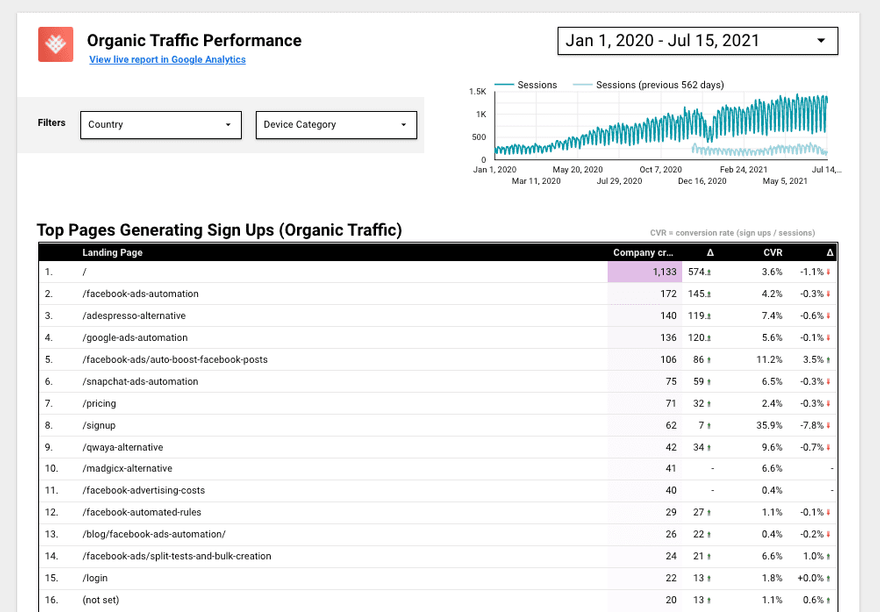 Organic Traffic Performance
Jan 1, 2020 - Jul 15, 2021
View live report in Google Analytics
Filters
Country
Device Category
Sessions
Sessions (previous 562 days)
1.5K
1K
500
0
Jan 1, 2020 May 20, 2020 Oct 7, 2020 Feb 24, 2021 Jul 14,...
Mar 11, 2020 Jul 29, 2020 Dec 16, 2020 May 5, 2021
Top Pages Generating Sign Ups (Organic Traffic)
CVR = conversion rate (sign ups / sessions)
Landing Page Company cr... Δ CVR Δ
1. / 1,133 574... 3.6% -1.1%
2. /facebook-ads-automation 172 145... 4.2% -0.3%
3. /adespresso-alternative 140 119... 7.4% -0.6%
4. /google-ads-automation 136 120... 5.6% -0.1%
5. /facebook-ads/auto-boost-facebook-posts 106 86 11.2% 3.5%
6. /snapchat-ads-automation 75 59 6.5% -0.3%
7. /pricing 71 32 2.4% -0.3%
8. /signup 62 7 35.9% -7.8%
9. /qwaya-alternative 42 34 9.6% -0.7%
10. /madgicx-alternative 41 - 6.6% -
11. /facebook-advertising-costs 40 - 0.4% -
12. /facebook-automated-rules 29 27 1.1% -0.1%
13. /blog/facebook-ads-automation/ 26 22 0.4% -0.2%
14. /facebook-ads/split-tests-and-bulk-creation 24 21 6.6% 1.0%
15. /login 22 13 1.8% +0.0%
16. (not set) 20 13 1.1% 0.6%